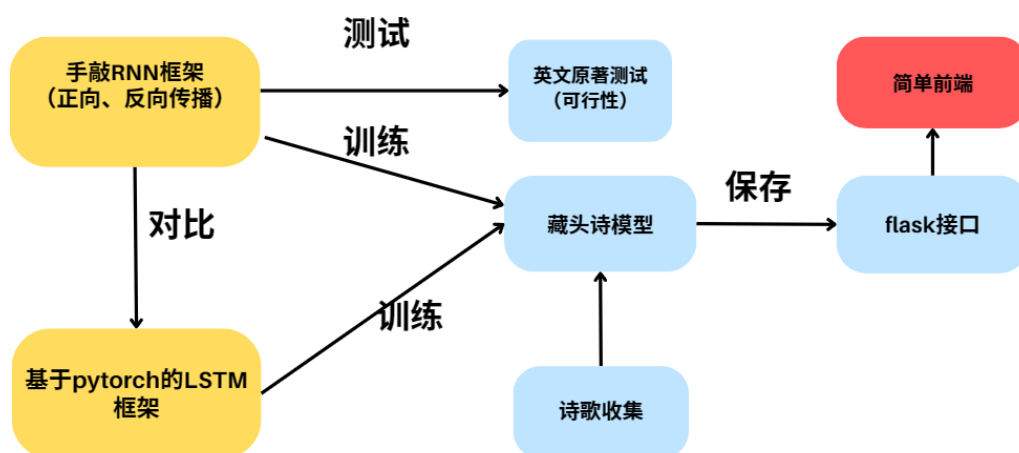 测试
手敲RNN框架
（正向、反向传播）
英文原著测试
（可行性）
简单前端
训练
保存
对比
藏头诗模型
flask接口
训练
基于pytorch的LSTM
框架
诗歌收集